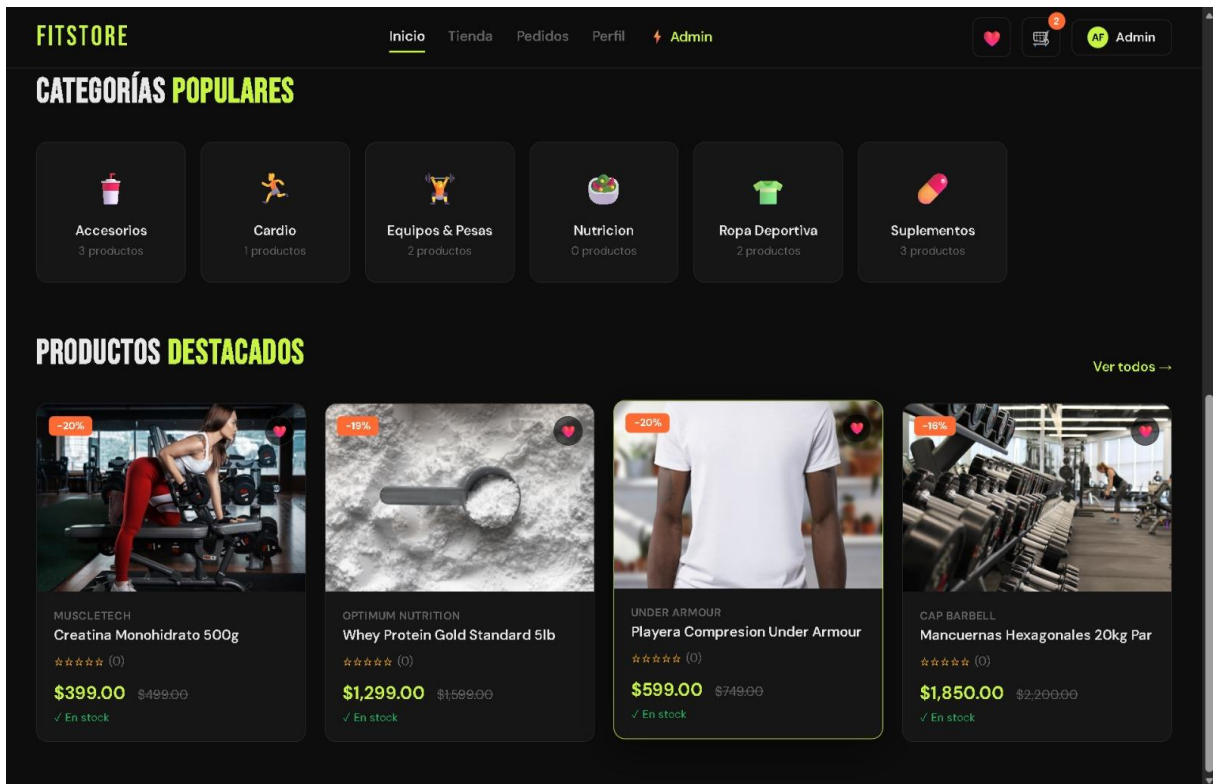 FITSTORE
Inicio Tienda Pedidos Perfil Admin
2
AF Admin
CATEGORÍAS POPULARES
Accesorios
3 productos
Cardio
1 productos
Equipos & Pesas
2 productos
Nutricion
0 productos
Ropa Deportiva
2 productos
Suplementos
3 productos
PRODUCTOS DESTACADOS
Ver todos →
-20%
MUSCLETECH
Creatina Monohidrato 500g
☆☆☆☆☆ (0)
$399.00 $499.00
✓ En stock
-19%
OPTIMUM NUTRITION
Whey Protein Gold Standard 5lb
☆☆☆☆☆ (0)
$1,299.00 $1,599.00
✓ En stock
-20%
UNDER ARMOUR
Playera Compresion Under Armour
☆☆☆☆☆ (0)
$599.00 $749.00
✓ En stock
-16%
CAP BARBELL
Mancuernas Hexagonales 20kg Par
☆☆☆☆☆ (0)
$1,850.00 $2,200.00
✓ En stock